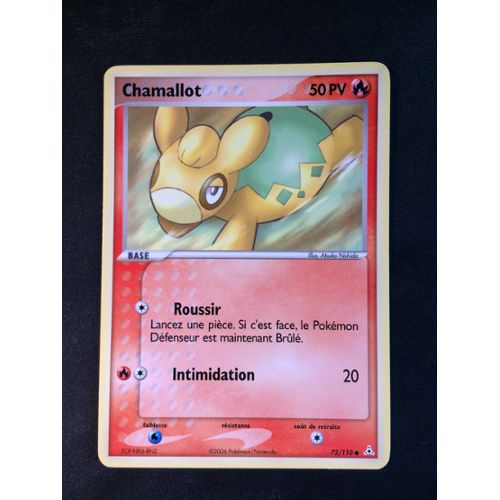 Chamallot 50 PV
BASE
Illus. Atsuko Nishida
Roussir
Lancez une pièce. Si c'est face, le Pokémon
Défenseur est maintenant Brûlé.
Intimidation 20
faiblesse résistance coût de retraite
©2006 Pokémon/Nintendo 72/110